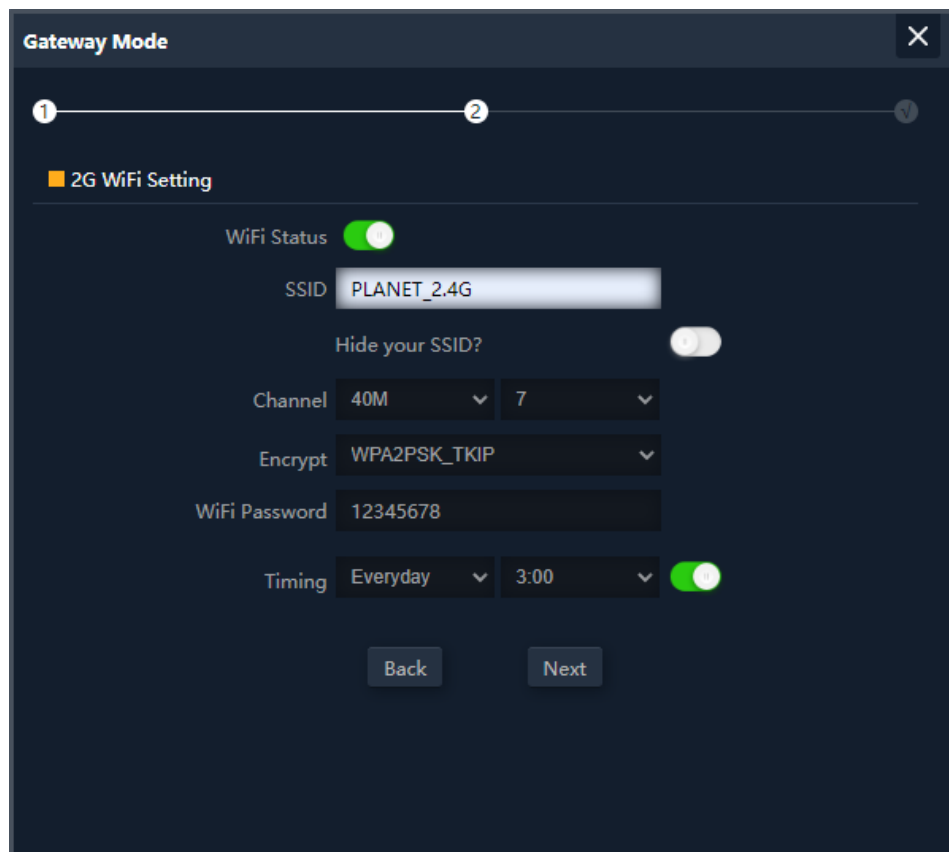 Gateway Mode
1 2 √
2G WiFi Setting
WiFi Status
SSID PLANET_2.4G
Hide your SSID?
Channel 40M 7
Encrypt WPA2PSK_TKIP
WiFi Password 12345678
Timing Everyday 3:00
Back Next